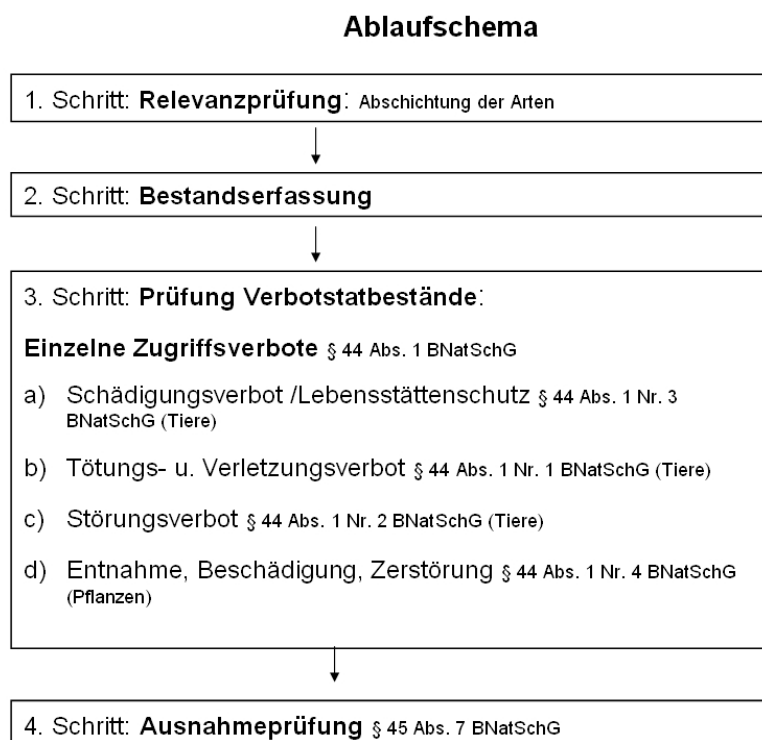 Ablaufschema
1. Schritt: Relevanzprüfung: Abschichtung der Arten
2. Schritt: Bestandserfassung
3. Schritt: Prüfung Verbotstatbestände:
Einzelne Zugriffsverbote § 44 Abs. 1 BNatSchG
a) Schädigungsverbot /Lebensstättenschutz § 44 Abs. 1 Nr. 3
BNatSchG (Tiere)
b) Tötungs- u. Verletzungsverbot § 44 Abs. 1 Nr. 1 BNatSchG (Tiere)
c) Störungsverbot § 44 Abs. 1 Nr. 2 BNatSchG (Tiere)
d) Entnahme, Beschädigung, Zerstörung § 44 Abs. 1 Nr. 4 BNatSchG
(Pflanzen)
4. Schritt: Ausnahmeprüfung § 45 Abs. 7 BNatSchG